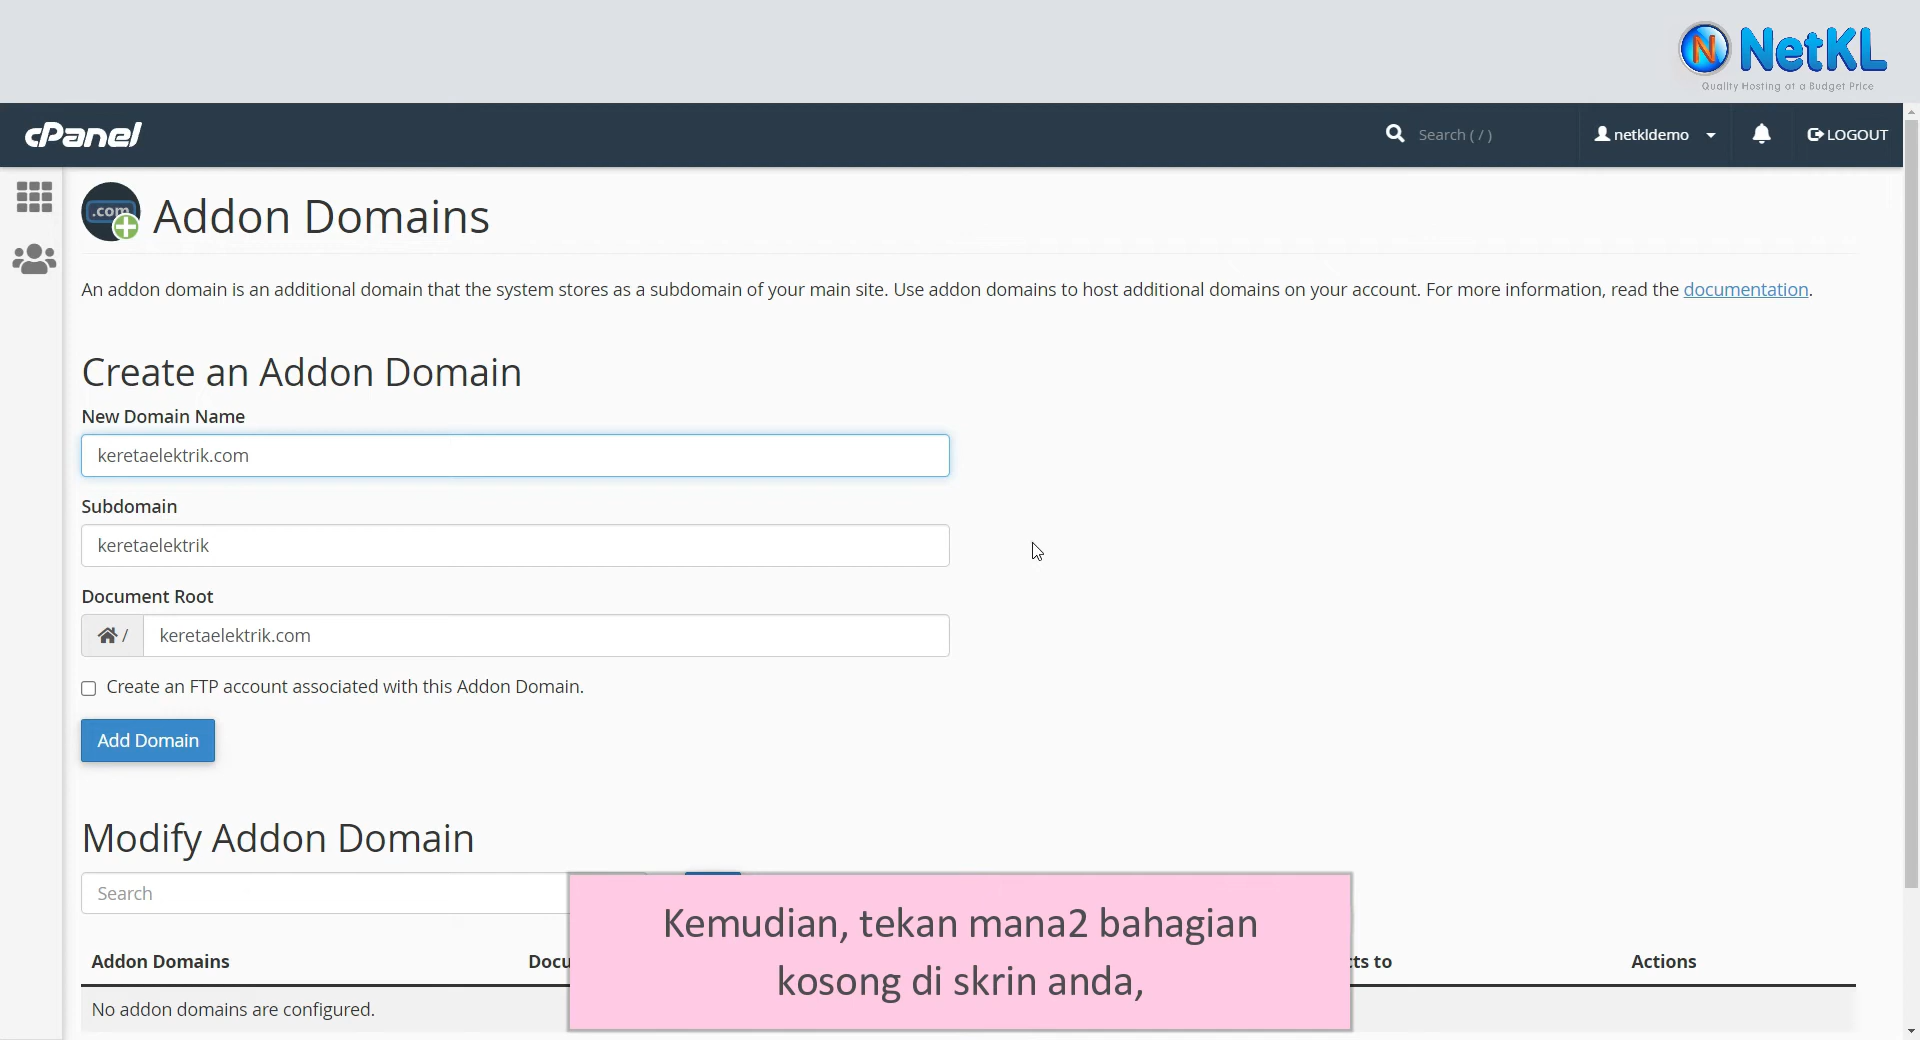 NetKL
Quality Hosting at a Budget Price
cPanel
Search ( / )
netkldemo
LOGOUT
.com
Addon Domains
An addon domain is an additional domain that the system stores as a subdomain of your main site. Use addon domains to host additional domains on your account. For more information, read the documentation.
Create an Addon Domain
New Domain Name
keretaelektrik.com
Subdomain
keretaelektrik
Document Root
/ keretaelektrik.com
Create an FTP account associated with this Addon Domain.
Add Domain
Modify Addon Domain
Search
Kemudian, tekan mana2 bahagian
kosong di skrin anda,
Addon Domains
to
Actions
No addon domains are configured.